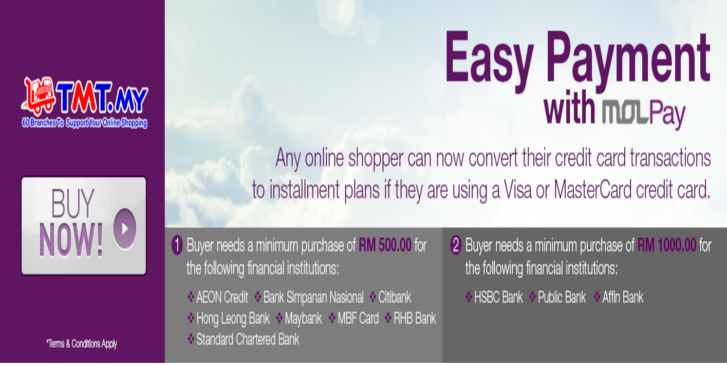 TMT.MY
60 Branches To Support Your Online Shopping
BUY
NOW!
*Terms & Conditions Apply
Easy Payment
with MOLPay
Any online shopper can now convert their credit card transactions
to installment plans if they are using a Visa or MasterCard credit card.
1 Buyer needs a minimum purchase of RM 500.00 for
the following financial institutions:
AEON Credit Bank Simpanan Nasional Citibank
Hong Leong Bank Maybank MBF Card RHB Bank
Standard Chartered Bank
2 Buyer needs a minimum purchase of RM 1000.00 for
the following financial institutions:
HSBC Bank Public Bank Affin Bank